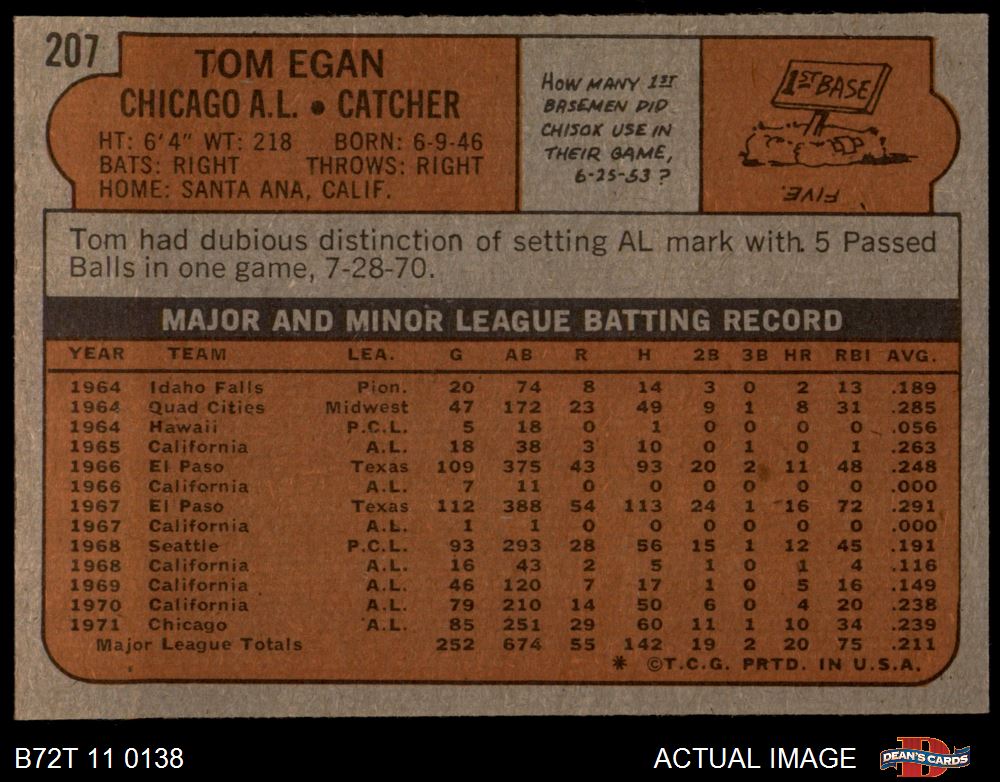 207
TOM EGAN
CHICAGO A.L. • CATCHER
HT: 6'4" WT: 218 BORN: 6-9-46
BATS: RIGHT THROWS: RIGHT
HOME: SANTA ANA, CALIF.
HOW MANY 1ST
BASEMEN DID
CHISOX USE IN
THEIR GAME,
6-25-53?
1ST BASE
FIVE.
Tom had dubious distinction of setting AL mark with 5 Passed
Balls in one game, 7-28-70.
MAJOR AND MINOR LEAGUE BATTING RECORD
YEAR TEAM LEA. G AB R H 2B 3B HR RBI AVG.
1964 Idaho Falls Pion. 20 74 8 14 3 0 2 13 .189
1964 Quad Cities Midwest 47 172 23 49 9 1 8 31 .285
1964 Hawaii P.C.L. 5 18 0 1 0 0 0 0 .056
1965 California A.L. 18 38 3 10 0 1 0 1 .263
1966 El Paso Texas 109 375 43 93 20 2 11 48 .248
1966 California A.L. 7 11 0 0 0 0 0 0 .000
1967 El Paso Texas 112 388 54 113 24 1 16 72 .291
1967 California A.L. 1 1 0 0 0 0 0 0 .000
1968 Seattle P.C.L. 93 293 28 56 15 1 12 45 .191
1968 California A.L. 16 43 2 5 1 0 1 4 .116
1969 California A.L. 46 120 7 17 1 0 5 16 .149
1970 California A.L. 79 210 14 50 6 0 4 20 .238
1971 Chicago A.L. 85 251 29 60 11 1 10 34 .239
Major League Totals 252 674 55 142 19 2 20 75 .211
* ©T.C.G. PRTD. IN U.S.A.
B72T 11 0138
ACTUAL IMAGE
DEAN'S CARDS